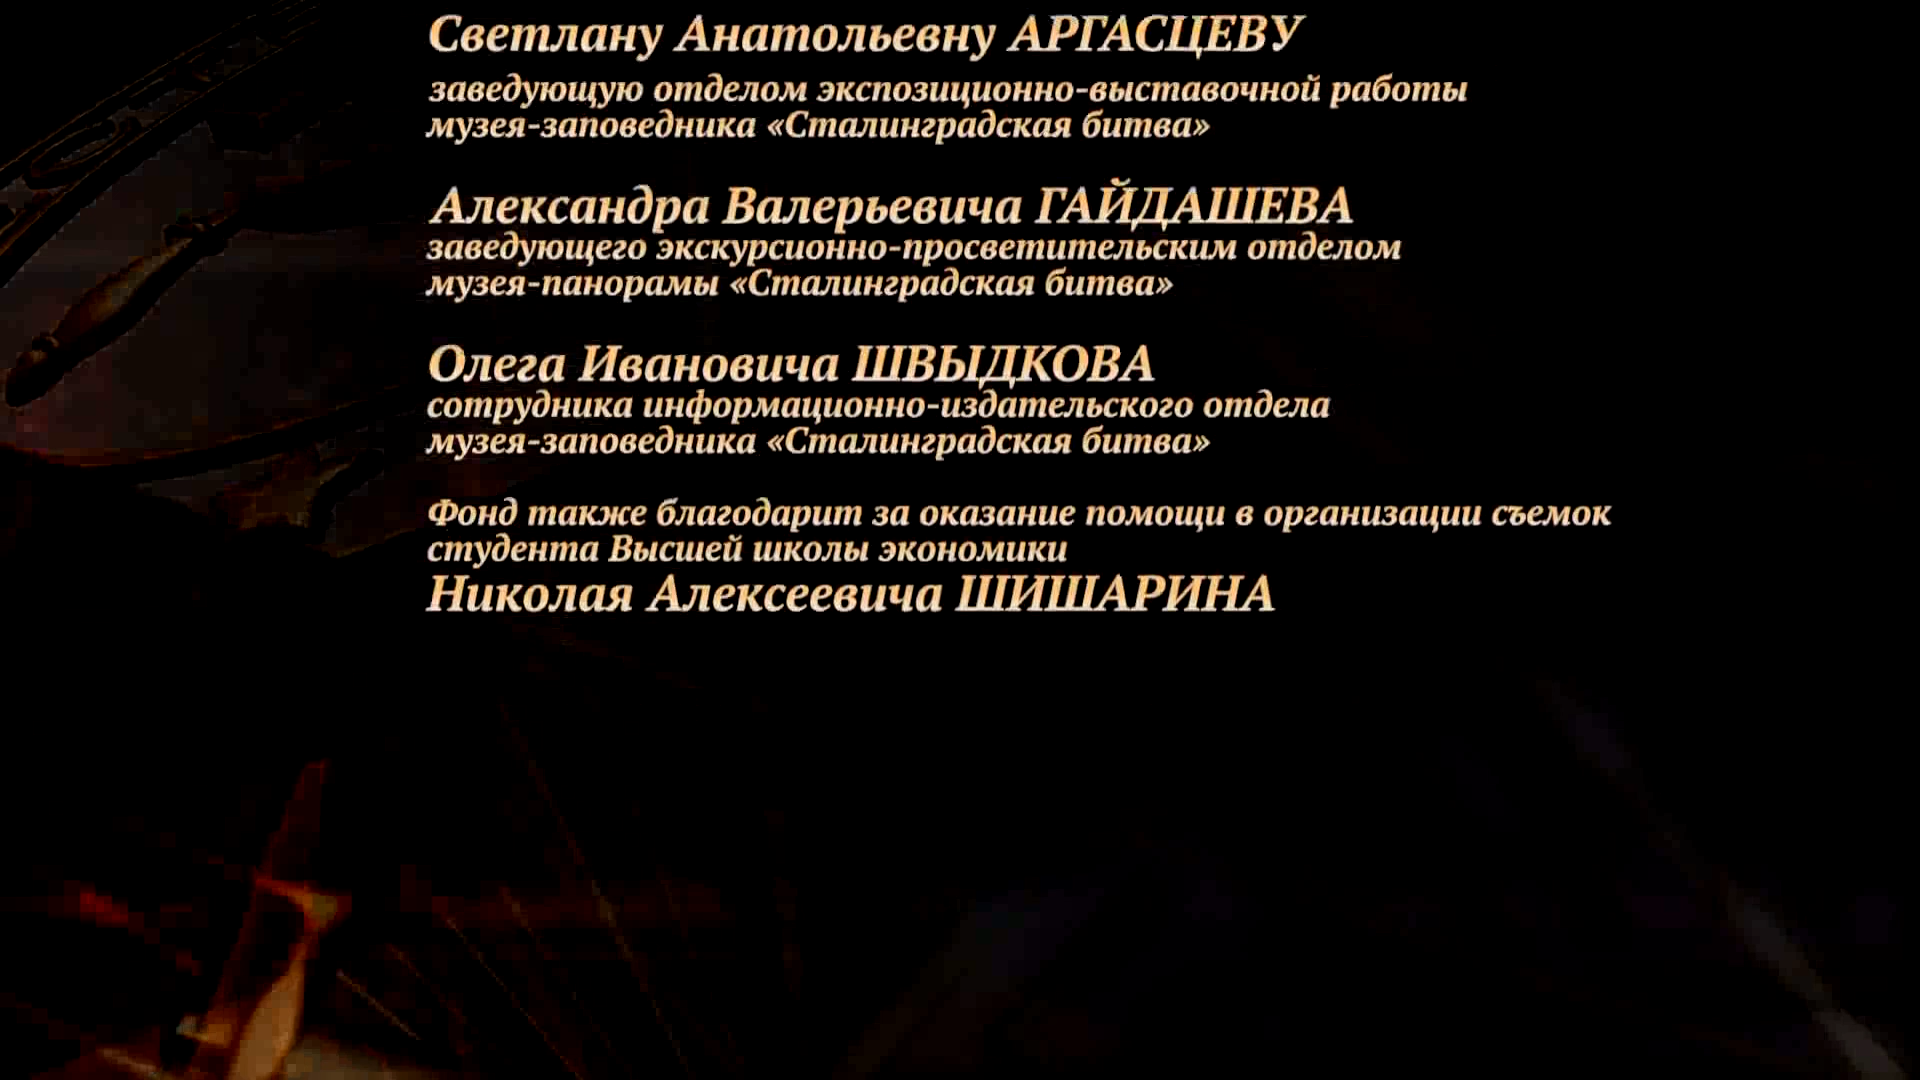 Светлану Анатольевну АРГАСЦЕВУ
заведующую отделом экспозиционно-выставочной работы
музея-заповедника «Сталинградская битва»
Александра Валерьевича ГАЙДАШЕВА
заведующего экскурсионно-просветительским отделом
музея-панорамы «Сталинградская битва»
Олега Ивановича ШВЫДКОВА
сотрудника информационно-издательского отдела
музея-заповедника «Сталинградская битва»
Фонд также благодарит за оказание помощи в организации съемок
студента Высшей школы экономики
Николая Алексеевича ШИШАРИНА